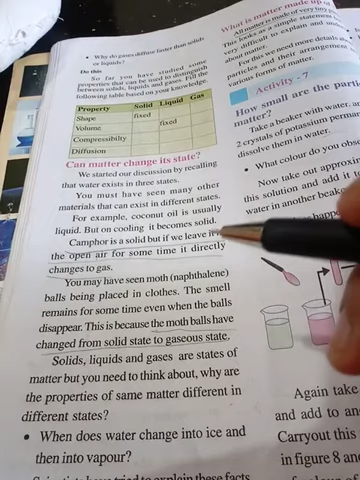 • Why do gases diffuse faster than solids
or liquids?
Do this
So far you have studied some
properties that can be used to distinguish
between solids, liquids and gases. Fill the
following table based on your knowledge.
Property Solid Liquid Gas
Shape fixed
Volume fixed
Compressibilty
Diffusion
Can matter change its state?
We started our discussion by recalling
that water exists in three states.
You must have seen many other
materials that can exist in different states.
For example, coconut oil is usually
liquid. But on cooling it becomes solid.
Camphor is a solid but if we leave it in
the open air for some time it directly
changes to gas.
You may have seen moth (naphthalene)
balls being placed in clothes. The smell
remains for some time even when the balls
disappear. This is because the moth balls have
changed from solid state to gaseous state.
Solids, liquids and gases are states of
matter but you need to think about, why are
the properties of same matter different in
different states?
• When does water change into ice and
then into vapour?
Scientists have tried to explain these facts
What is matter made up of
All matter is made of very tiny
This looks as a simple statement
very difficult to explain and
about matter.
For this we need more details
particles and their arrangement
various forms of matter.
Activity - 7
How small are the parti
matter?
Take a beaker with water.
2 crystals of potassium perman
dissolve them in water.
• What colour do you obse
Now take out approxim
this solution and add it to
water in another beake
happe
Again take
and add to an
Carryout this
in figure 8 and